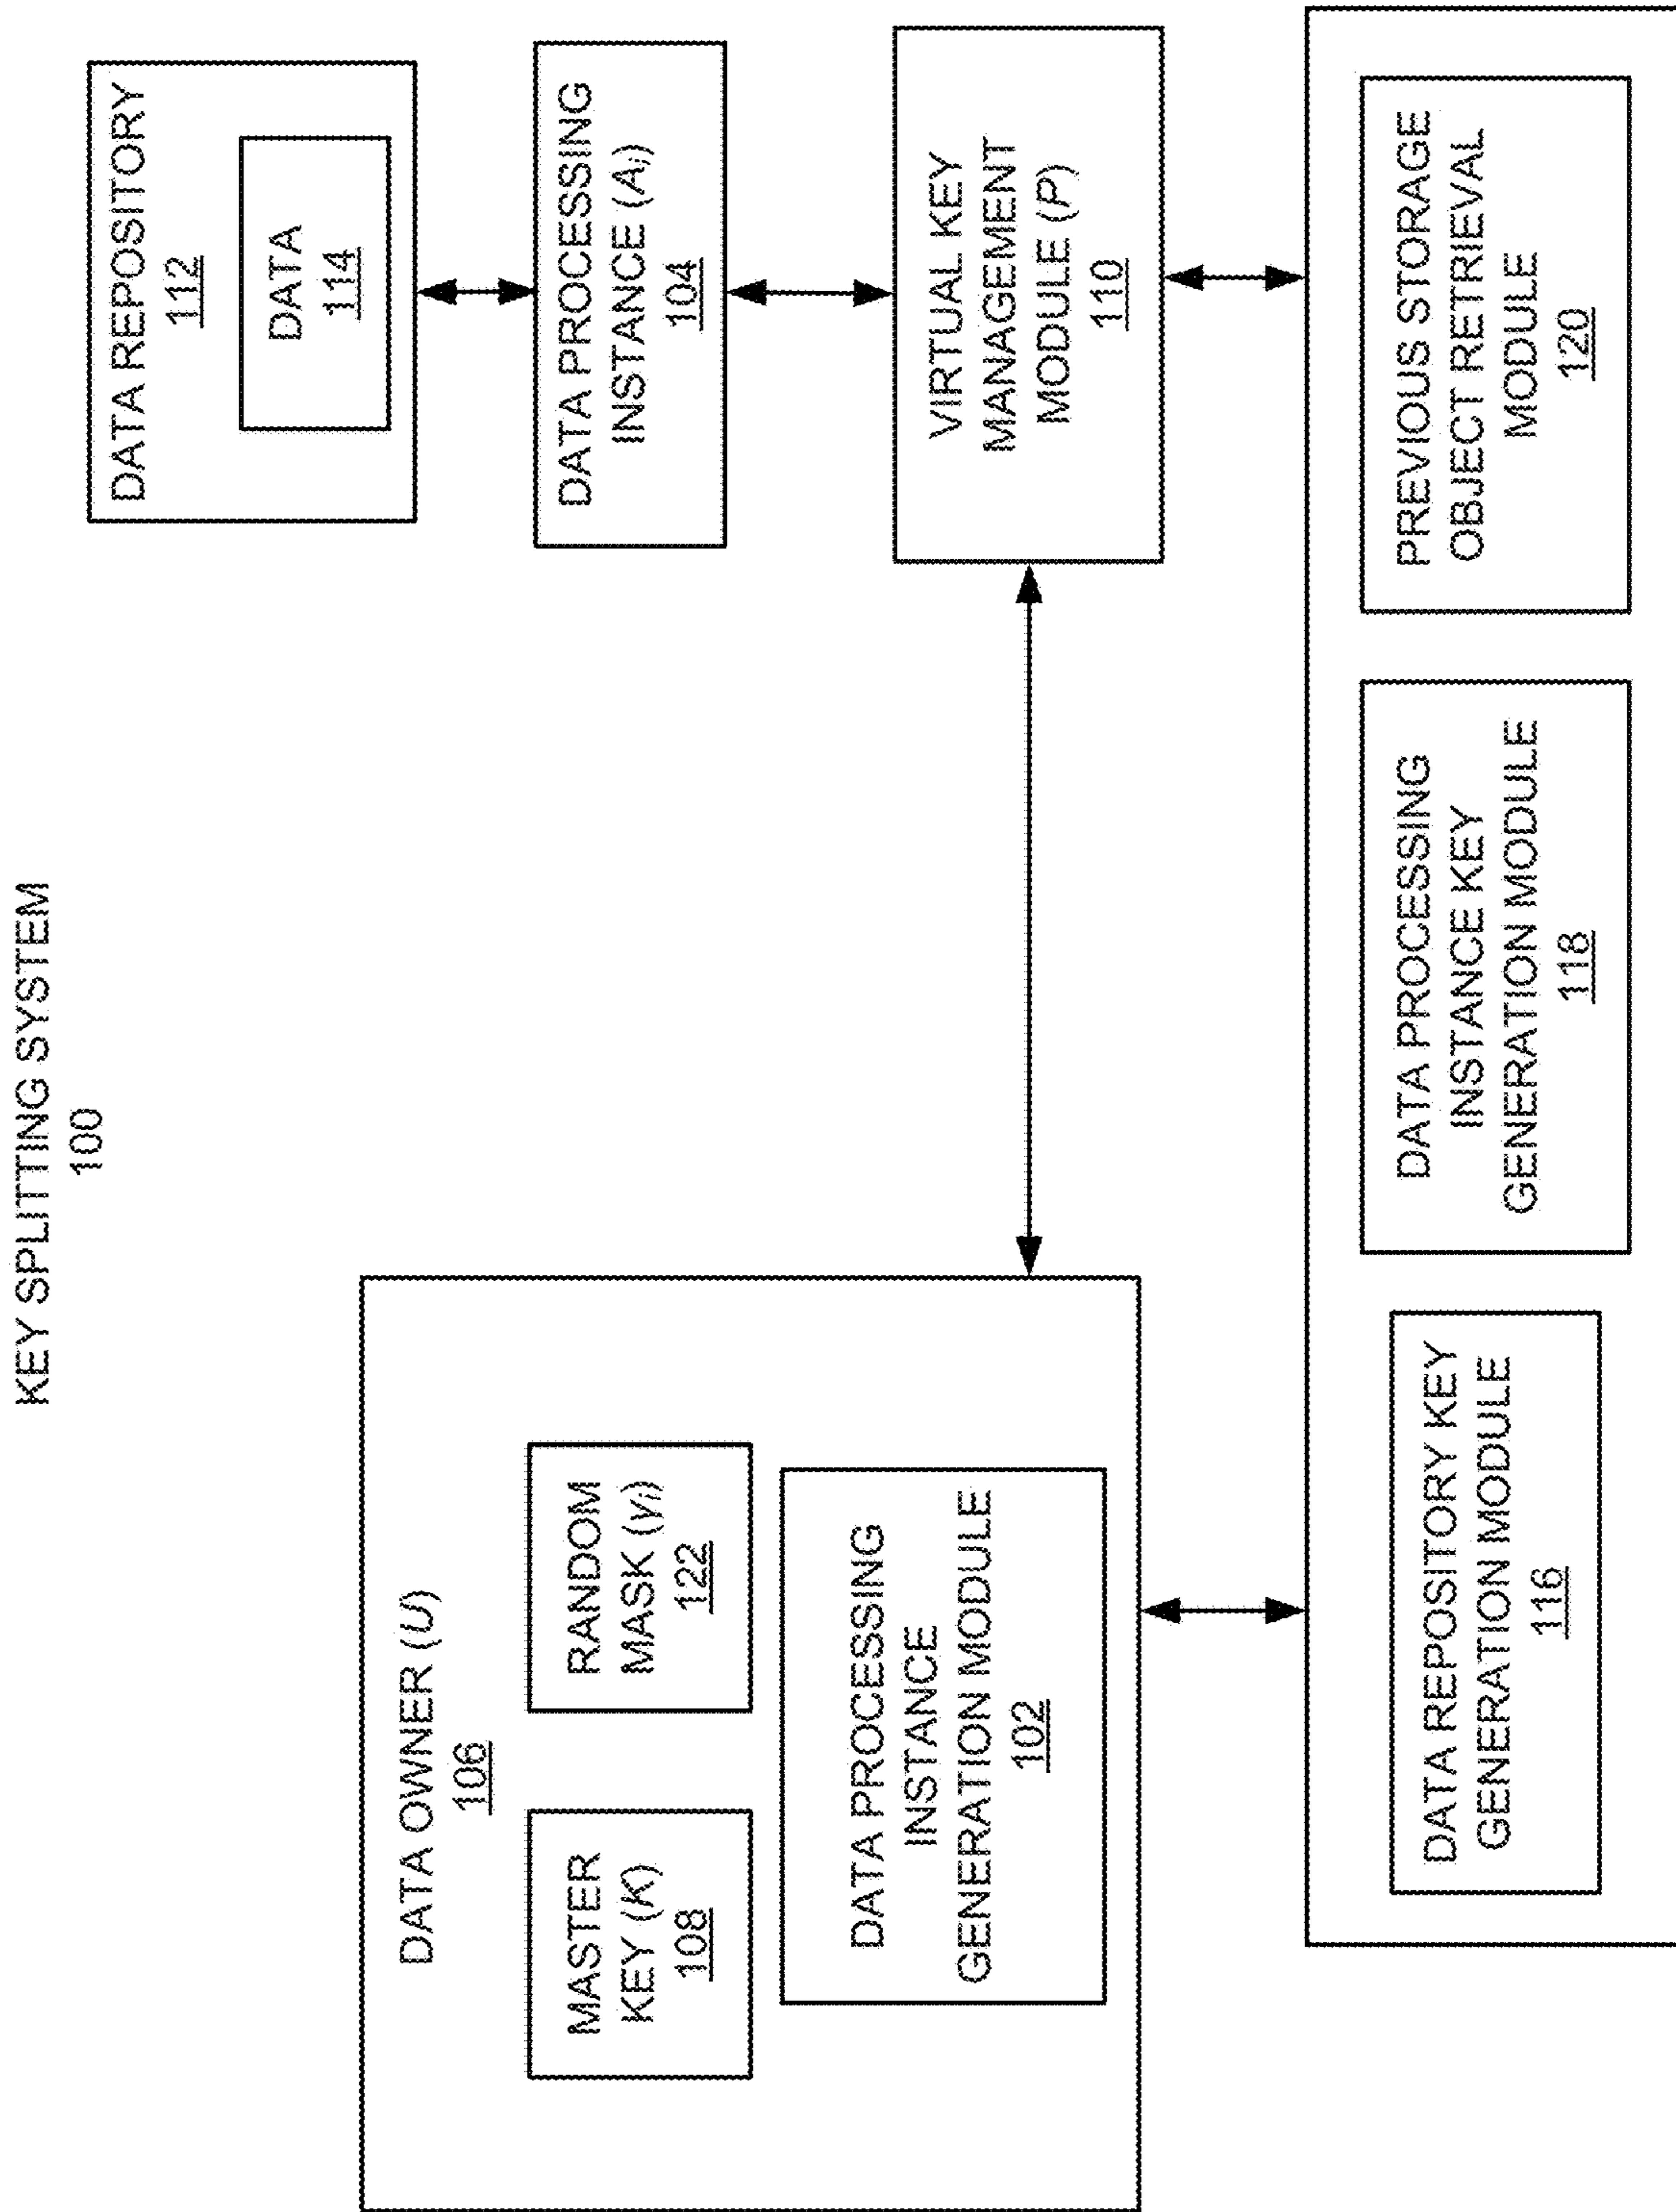 KEY SPLITTING SYSTEM
100
DATA OWNER (U)
106
MASTER
KEY (K)
108
RANDOM
MASK (γi)
122
DATA PROCESSING
INSTANCE
GENERATION MODULE
102
DATA REPOSITORY
112
DATA
114
DATA PROCESSING
INSTANCE (Ai)
104
VIRTUAL KEY
MANAGEMENT
MODULE (P)
110
DATA REPOSITORY KEY
GENERATION MODULE
116
DATA PROCESSING
INSTANCE KEY
GENERATION MODULE
118
PREVIOUS STORAGE
OBJECT RETRIEVAL
MODULE
120